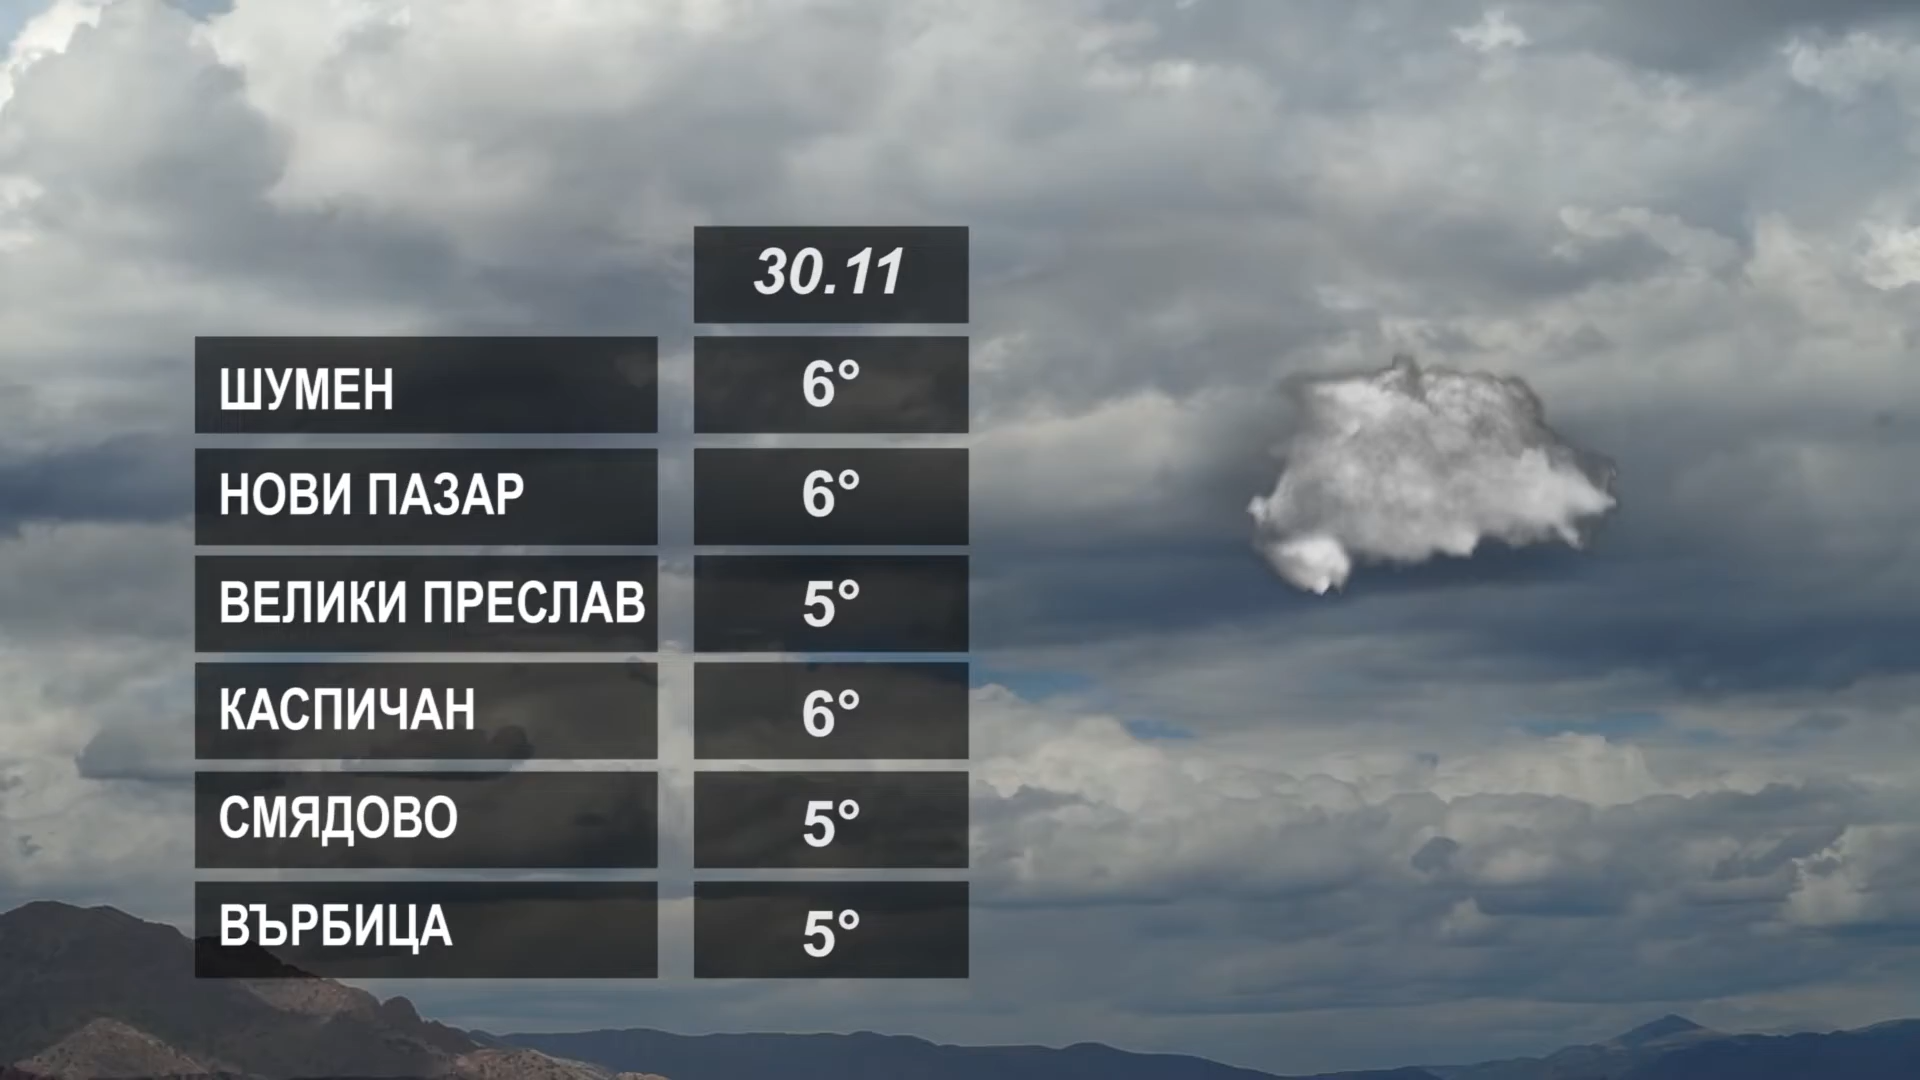 30.11
ШУМЕН 6°
НОВИ ПАЗАР 6°
ВЕЛИКИ ПРЕСЛАВ 5°
КАСПИЧАН 6°
СМЯДОВО 5°
ВЪРБИЦА 5°